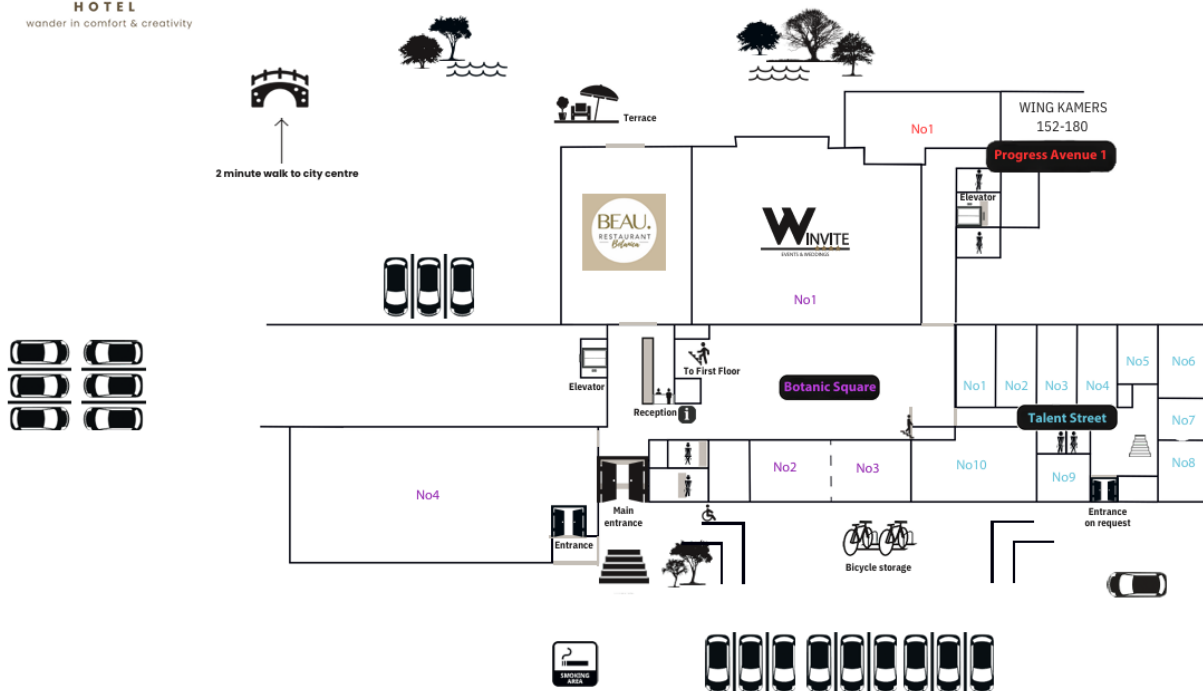 HOTEL
wander in comfort & creativity
2 minute walk to city centre
Terrace
WING KAMERS
152-180
No1
Progress Avenue 1
Elevator
BEAU.
RESTAURANT
Botanica
WINVITE
EVENTS & WEDDINGS
No1
Elevator
To First Floor
Reception i
Botanic Square
No1
No2
No3
No4
No5
No6
Talent Street
No7
No2
No3
No10
No9
No8
No4
Main
entrance
Entrance
Entrance
on request
Bicycle storage
SMOKING
AREA